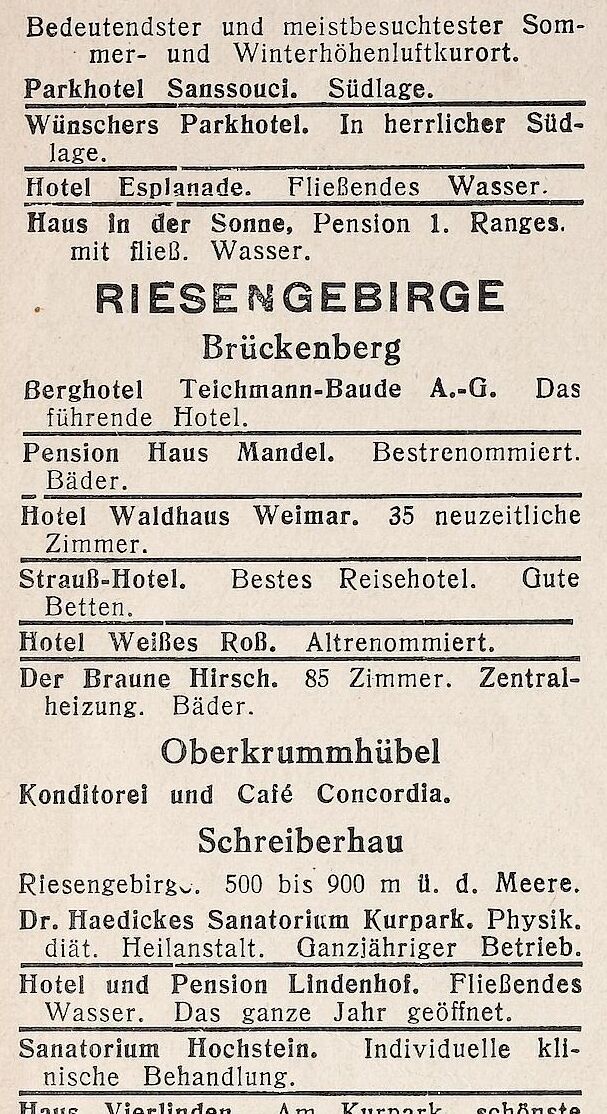 Bedeutendster und meistbesuchtester Som-
mer- und Winterhöhenluftkurort.
Parkhotel Sanssouci. Südlage.
Wünschers Parkhotel. In herrlicher Süd-
lage.
Hotel Esplanade. Fließendes Wasser.
Haus in der Sonne, Pension 1. Ranges.
mit fließ. Wasser.
RIESENGEBIRGE
Brückenberg
Berghotel Teichmann-Baude A.-G. Das
führende Hotel.
Pension Haus Mandel. Bestrenommiert.
Bäder.
Hotel Waldhaus Weimar. 35 neuzeitliche
Zimmer.
Strauß-Hotel. Bestes Reisehotel. Gute
Betten.
Hotel Weißes Roß. Altrenommiert.
Der Braune Hirsch. 85 Zimmer. Zentral-
heizung. Bäder.
Oberkrummhübel
Konditorei und Café Concordia.
Schreiberhau
Riesengebirge. 500 bis 900 m ü. d. Meere.
Dr. Haedickes Sanatorium Kurpark. Physik.
diät. Heilanstalt. Ganzjähriger Betrieb.
Hotel und Pension Lindenhof. Fließendes
Wasser. Das ganze Jahr geöffnet.
Sanatorium Hochstein. Individuelle kli-
nische Behandlung.
Haus Vierlinden. Am Kurpark, schönste